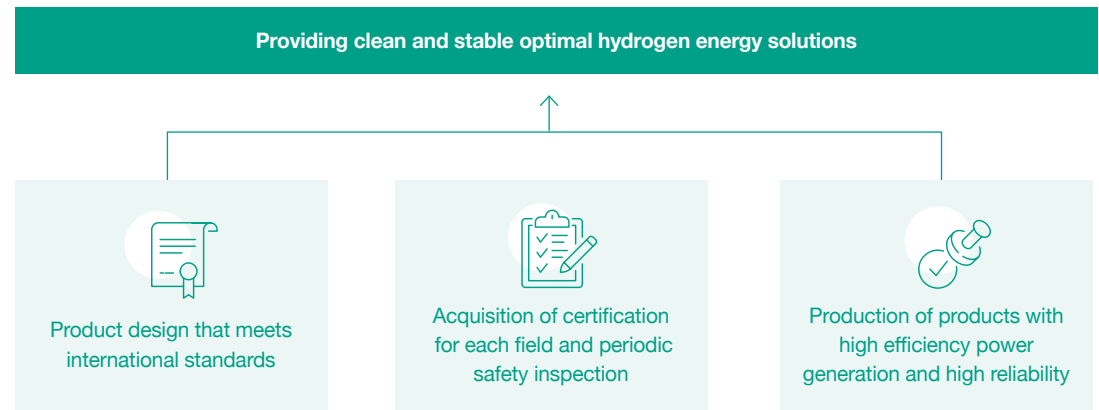 Providing clean and stable optimal hydrogen energy solutions
Product design that meets
international standards
Acquisition of certification
for each field and periodic
safety inspection
Production of products with
high efficiency power
generation and high reliability